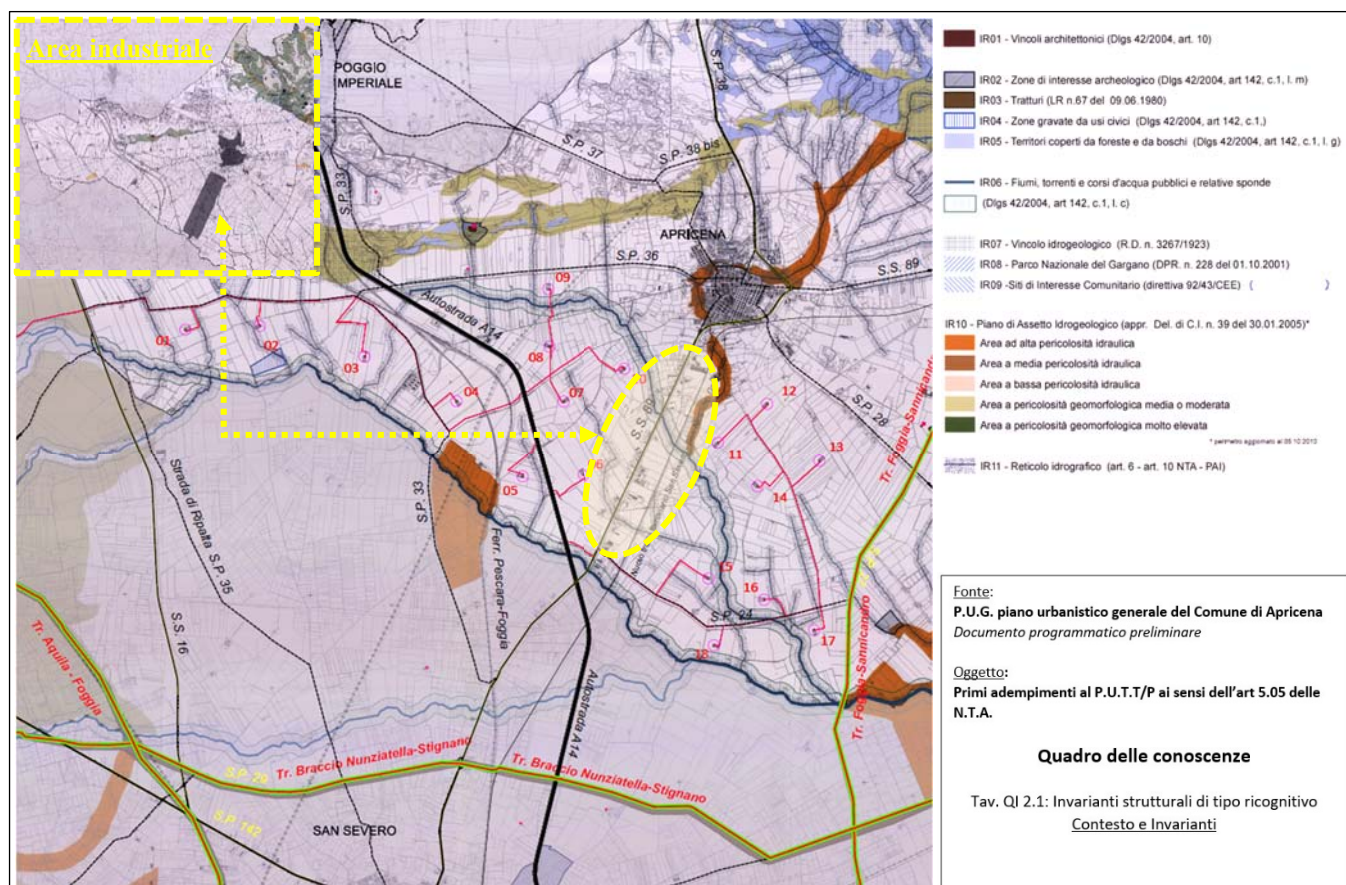 Area industriale
POGGIO
IMPERIALE
S.P. 38
S.P. 37
S.P. 38 bis
S.P. 33
APRICENA
S.P. 36
S.S. 89
Autostrada A14
09
01
02
03
08
04
07
12
S.P. 28
Tr. Foggia-Sannicandro
S.S. 89
11
13
14
05
S.P. 33
Strada di Ripalta S.P. 35
Ferr. Pescara-Foggia
15
16
S.P. 24
17
18
S.S. 16
Tr. Aquila - Foggia
Autostrada A14
Tr. Foggia-Sannicandro
Tr. Braccio Nunziatella-Stignano
Tr. Braccio Nunziatella-Stignano
S.P. 29
S.P. 142
SAN SEVERO
IR01 - Vincoli architettonici (Dlgs 42/2004, art. 10)
IR02 - Zone di interesse archeologico (Dlgs 42/2004, art 142, c.1, l. m)
IR03 - Tratturi (LR n.67 del 09.06.1980)
IR04 - Zone gravate da usi civici (Dlgs 42/2004, art 142, c.1,)
IR05 - Territori coperti da foreste e da boschi (Dlgs 42/2004, art 142, c.1, l. g)
IR06 - Fiumi, torrenti e corsi d'acqua pubblici e relative sponde
(Dlgs 42/2004, art 142, c.1, l. c)
IR07 - Vincolo idrogeologico (R.D. n. 3267/1923)
IR08 - Parco Nazionale del Gargano (DPR. n. 228 del 01.10.2001)
IR09 -Siti di Interesse Comunitario (direttiva 92/43/CEE) ( )
IR10 - Piano di Assetto Idrogeologico (appr. Del. di C.I. n. 39 del 30.01.2005)*
Area ad alta pericolosità idraulica
Area a media pericolosità idraulica
Area a bassa pericolosità idraulica
Area a pericolosità geomorfologica media o moderata
Area a pericolosità geomorfologica molto elevata
* perimetro aggiornato al 05 10 2010
IR11 - Reticolo idrografico (art. 6 - art. 10 NTA - PAI)
Fonte:
P.U.G. piano urbanistico generale del Comune di Apricena
Documento programmatico preliminare
Oggetto:
Primi adempimenti al P.U.T.T/P ai sensi dell'art 5.05 delle
N.T.A.
Quadro delle conoscenze
Tav. QI 2.1: Invarianti strutturali di tipo ricognitivo
Contesto e Invarianti